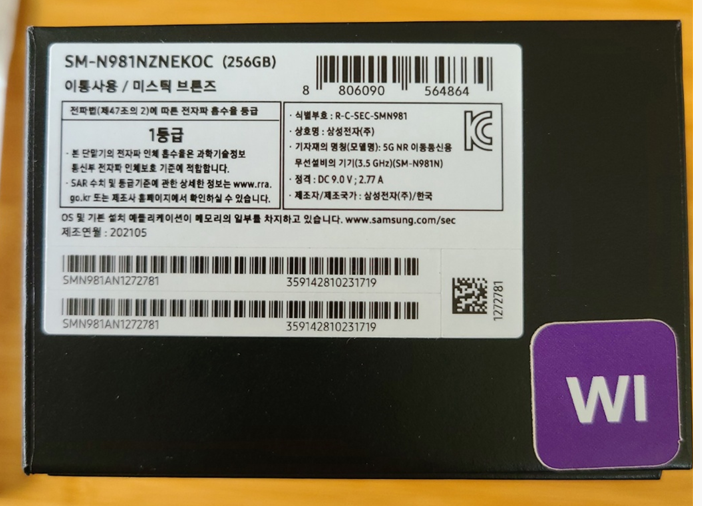 SM-N981NZNEKOC (256GB)
이통사용 / 미스틱 브론즈
8 806090 564864
전파법(제47조의 2)에 따른 전자파 흡수율 등급
1등급
· 본 단말기의 전자파 인체 흡수율은 과학기술정보
통신부 전자파 인체보호 기준에 적합합니다.
· SAR 수치 및 등급기준에 관한 상세한 정보는 www.rra.
go.kr 또는 제조사 홈페이지에서 확인하실 수 있습니다.
· 식별부호 : R-C-SEC-SMN981
· 상호명 : 삼성전자(주)
· 기자재의 명칭(모델명): 5G NR 이동통신용
무선설비의 기기(3.5 GHz)(SM-N981N)
· 정격 : DC 9.0 V ; 2.77 A
· 제조자/제조국가 : 삼성전자(주)/한국
OS 및 기본 설치 애플리케이션이 메모리의 일부를 차지하고 있습니다. www.samsung.com/sec
제조연월 : 202105
SMN981AN1272781 359142810231719
SMN981AN1272781 359142810231719
1272781
WI